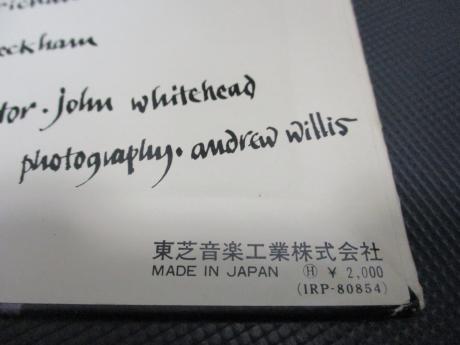 eckham
tor. john whitehead
photography. andrew willis
東芝音楽工業株式会社
MADE IN JAPAN Ⓗ ¥ 2,000
(IRP-80854)